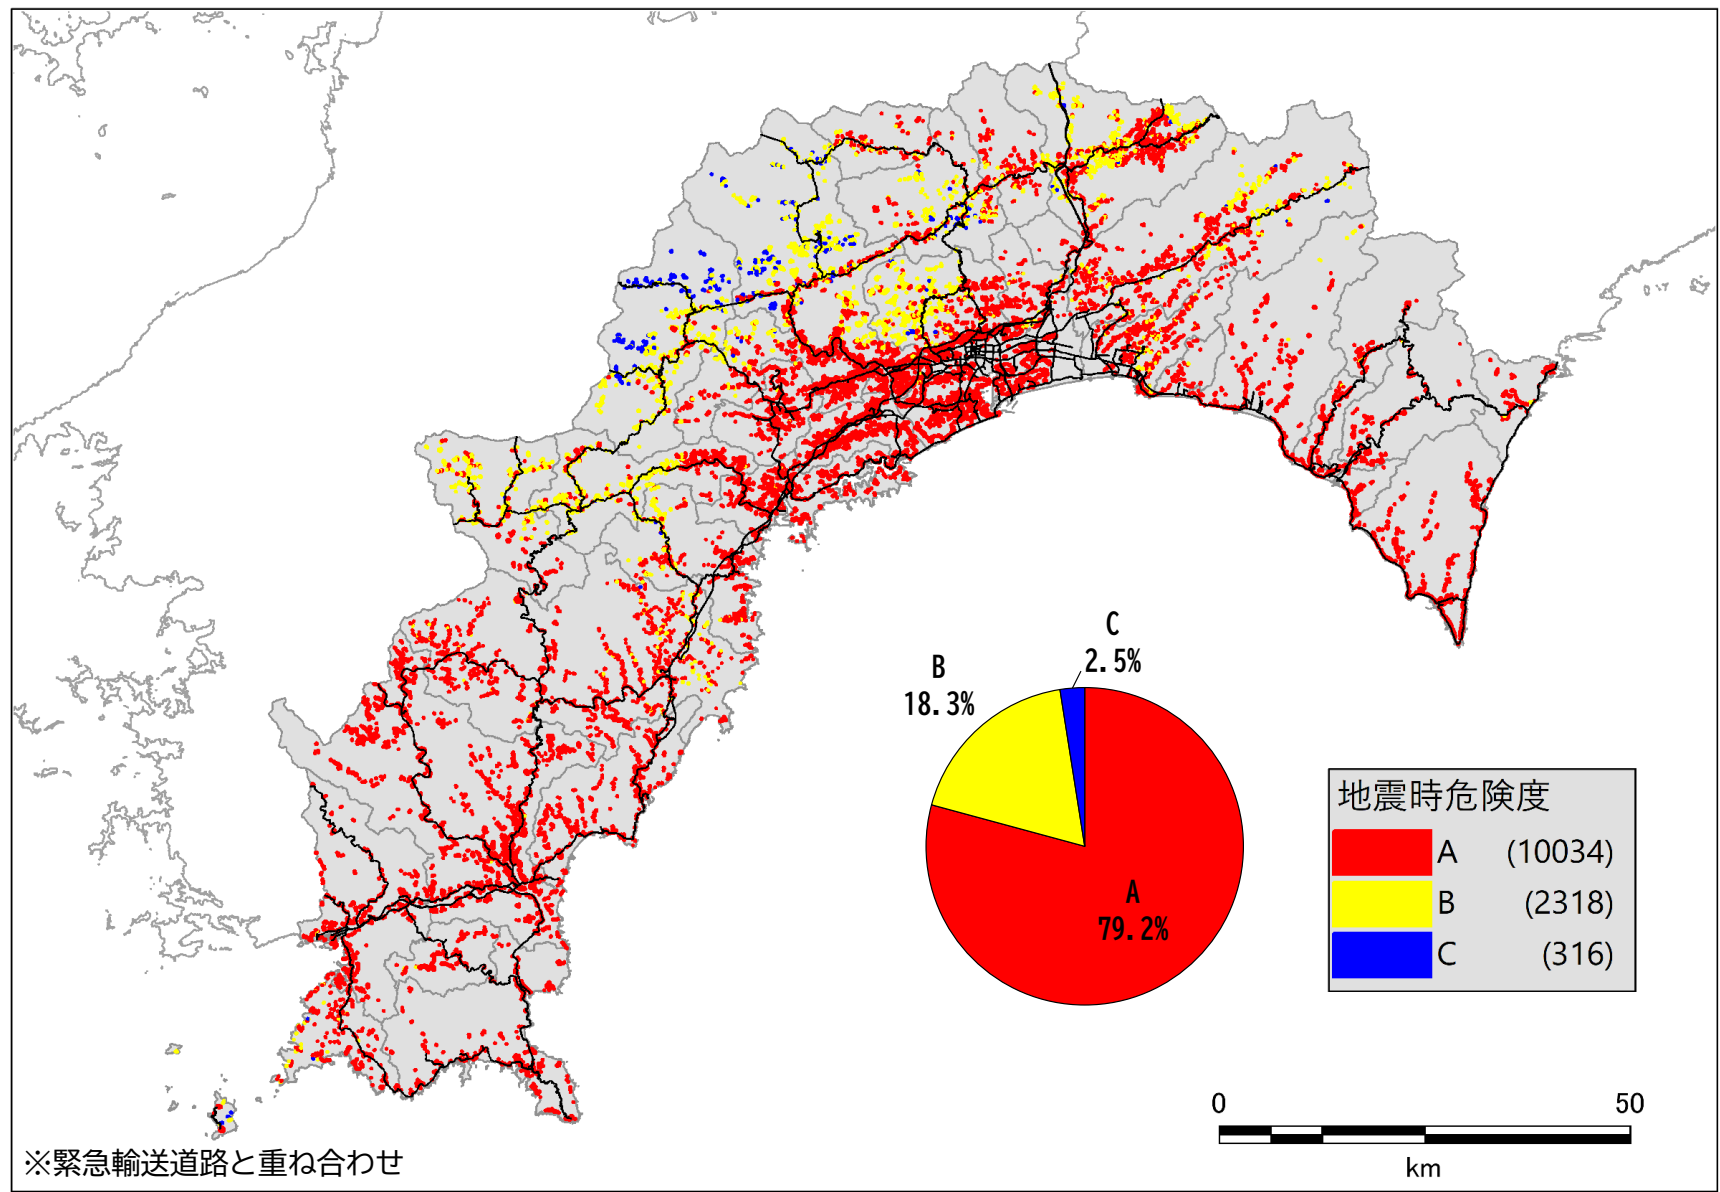 C
2.5%
B
18.3%
A
79.2%
地震時危険度
A (10034)
B (2318)
C (316)
0 50
km
※緊急輸送道路と重ね合わせ